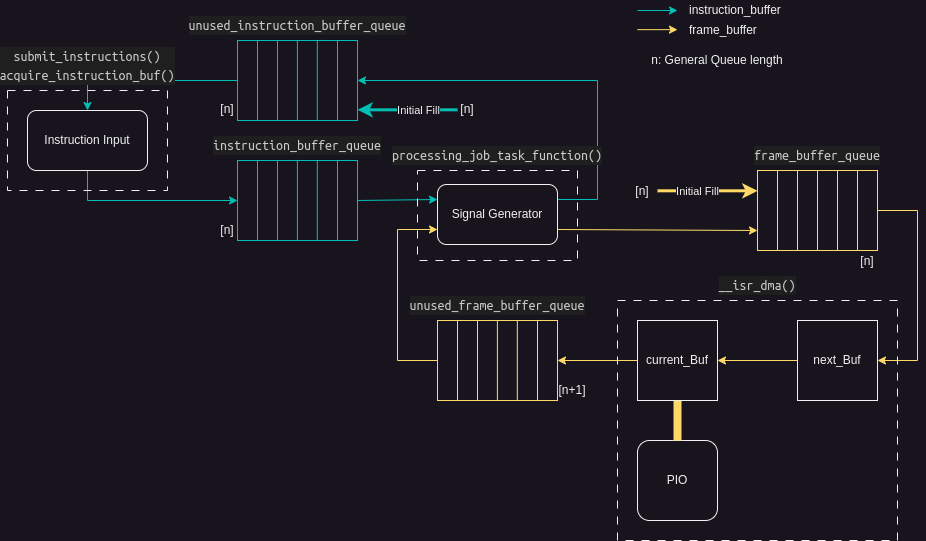 instruction_buffer
frame_buffer
n: General Queue length
unused_instruction_buffer_queue
submit_instructions()
acquire_instruction_buf()
[n]
Initial Fill
[n]
Instruction Input
instruction_buffer_queue
[n]
processing_job_task_function()
Signal Generator
frame_buffer_queue
[n]
Initial Fill
[n]
__isr_dma()
unused_frame_buffer_queue
[n+1]
current_Buf
next_Buf
PIO